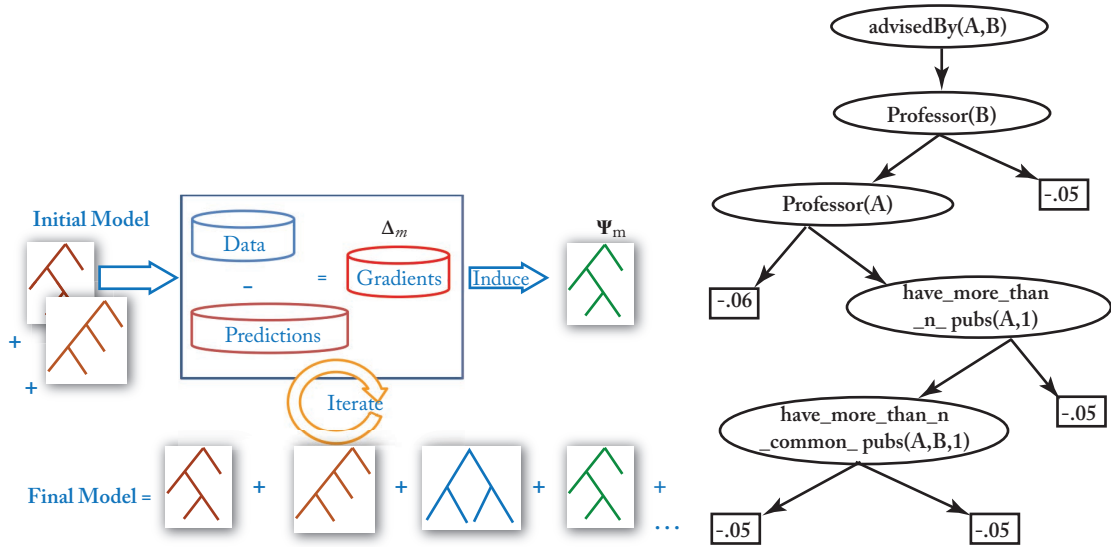 Initial Model
+
+
Data
–
Predictions
=
Δm
Gradients
Induce
Ψm
Iterate
Final Model =
+
+
+
+
...
advisedBy(A,B)
Professor(B)
-.05
Professor(A)
-.06
have_more_than
_n_ pubs(A,1)
-.05
have_more_than_n
_common_ pubs(A,B,1)
-.05
-.05